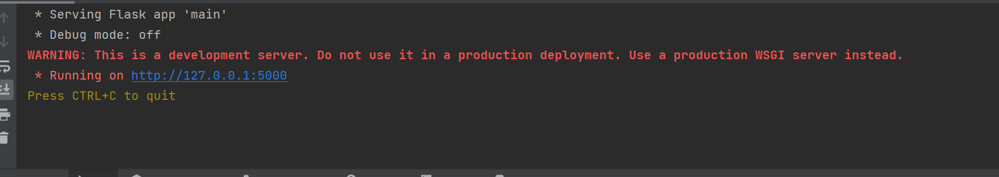 * Serving Flask app 'main'
* Debug mode: off
WARNING: This is a development server. Do not use it in a production deployment. Use a production WSGI server instead.
* Running on http://127.0.0.1:5000
Press CTRL+C to quit